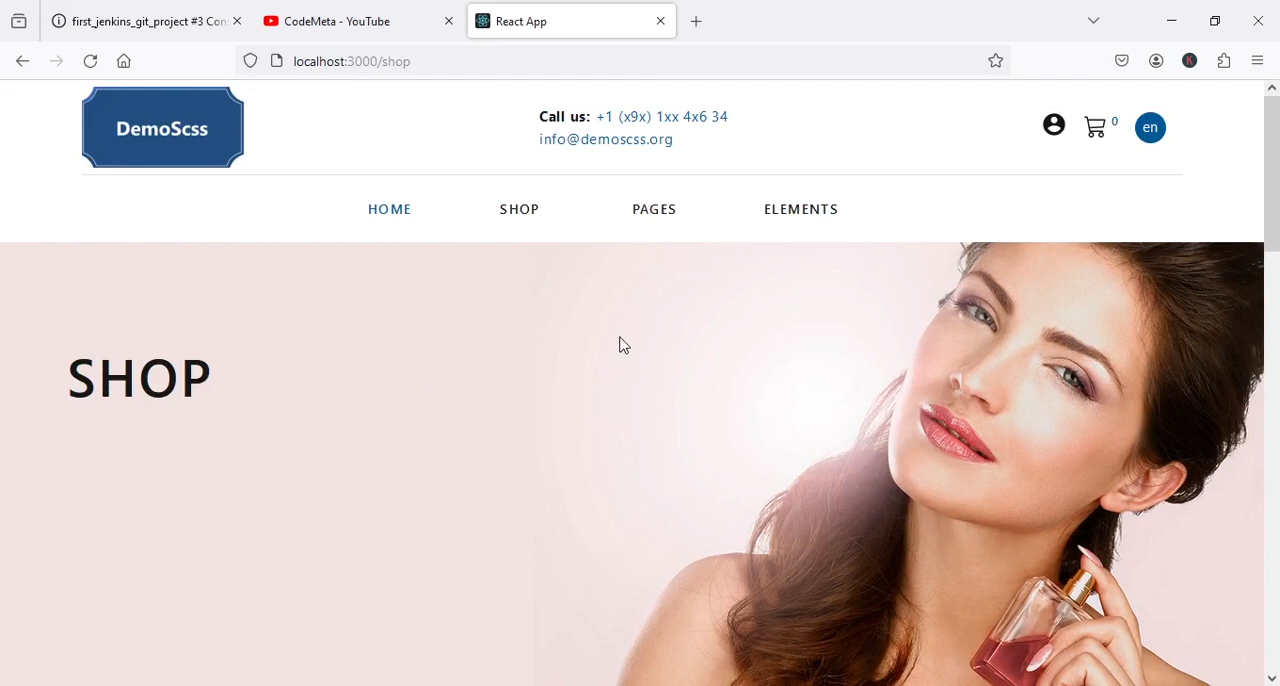 first_jenkins_git_project #3 Con
CodeMeta - YouTube
React App
localhost:3000/shop
K
DemoScss
Call us: +1 (x9x) 1xx 4x6 34
info@demoscss.org
0
en
HOME
SHOP
PAGES
ELEMENTS
SHOP